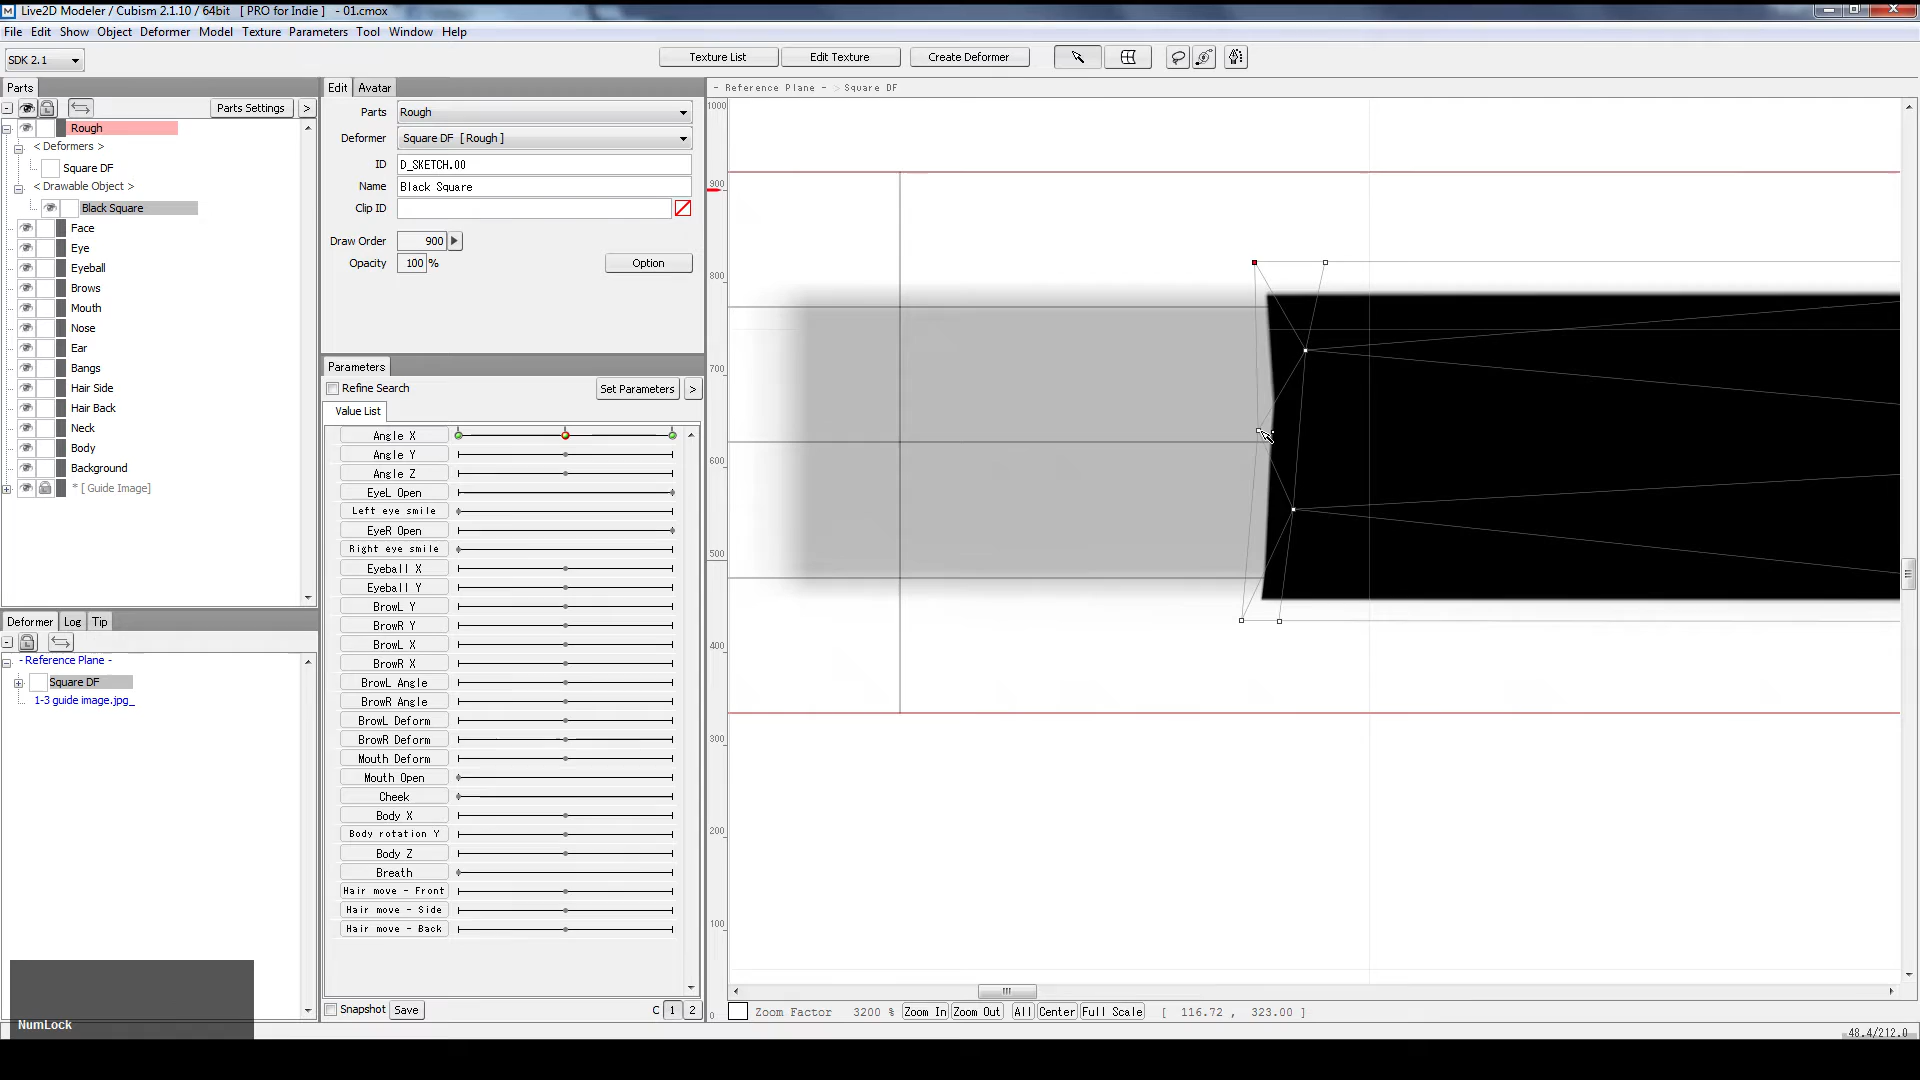 Live2D Modeler / Cubism 2.1.10 / 64bit   [ PRO for Indie ]  - 01.cmox
File Edit Show Object Deformer Model Texture Parameters Tool Window Help
SDK 2.1
Texture List
Edit Texture
Create Deformer
Parts
Parts Settings
>
Rough
< Deformers >
Square DF
< Drawable Object >
Black Square
Face
Eye
Eyeball
Brows
Mouth
Nose
Ear
Bangs
Hair Side
Hair Back
Neck
Body
Background
* [ Guide Image]
Deformer Log Tip
- Reference Plane -
Square DF
1-3 guide image.jpg_
NumLock
Edit Avatar
Parts Rough
Deformer Square DF  [ Rough ]
ID D_SKETCH.00
Name Black Square
Clip ID
Draw Order 900
Opacity 100 %
Option
Parameters
Refine Search
Set Parameters
>
Value List
Angle X
Angle Y
Angle Z
EyeL Open
Left eye smile
EyeR Open
Right eye smile
Eyeball X
Eyeball Y
BrowL Y
BrowR Y
BrowL X
BrowR X
BrowL Angle
BrowR Angle
BrowL Deform
BrowR Deform
Mouth Deform
Mouth Open
Cheek
Body X
Body rotation Y
Body Z
Breath
Hair move - Front
Hair move - Side
Hair move - Back
Snapshot Save C 1 2
- Reference Plane - > Square DF
1000
900
800
700
600
500
400
300
200
100
0
Zoom Factor 3200 % Zoom In Zoom Out All Center Full Scale [ 116.72 , 323.00 ]
48.4/212.0